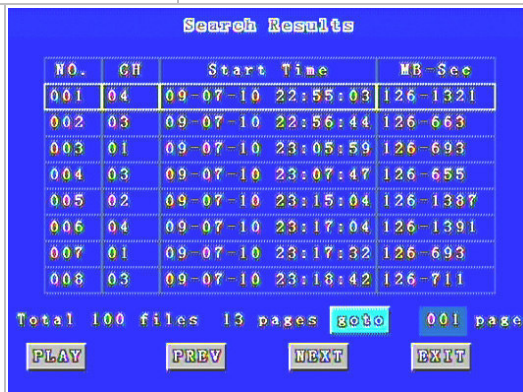 Search Results
NO. CH Start Time MB-Sec
001 04 09-07-10 22:55:03 126-1321
002 03 09-07-10 22:56:44 126-663
003 01 09-07-10 23:05:59 126-693
004 03 09-07-10 23:07:47 126-655
005 02 09-07-10 23:15:04 126-1387
006 04 09-07-10 23:17:04 126-1391
007 01 09-07-10 23:17:32 126-693
008 03 09-07-10 23:18:42 126-711
Total 100 files 13 pages goto 001 page
PLAY PREV NEXT EXIT